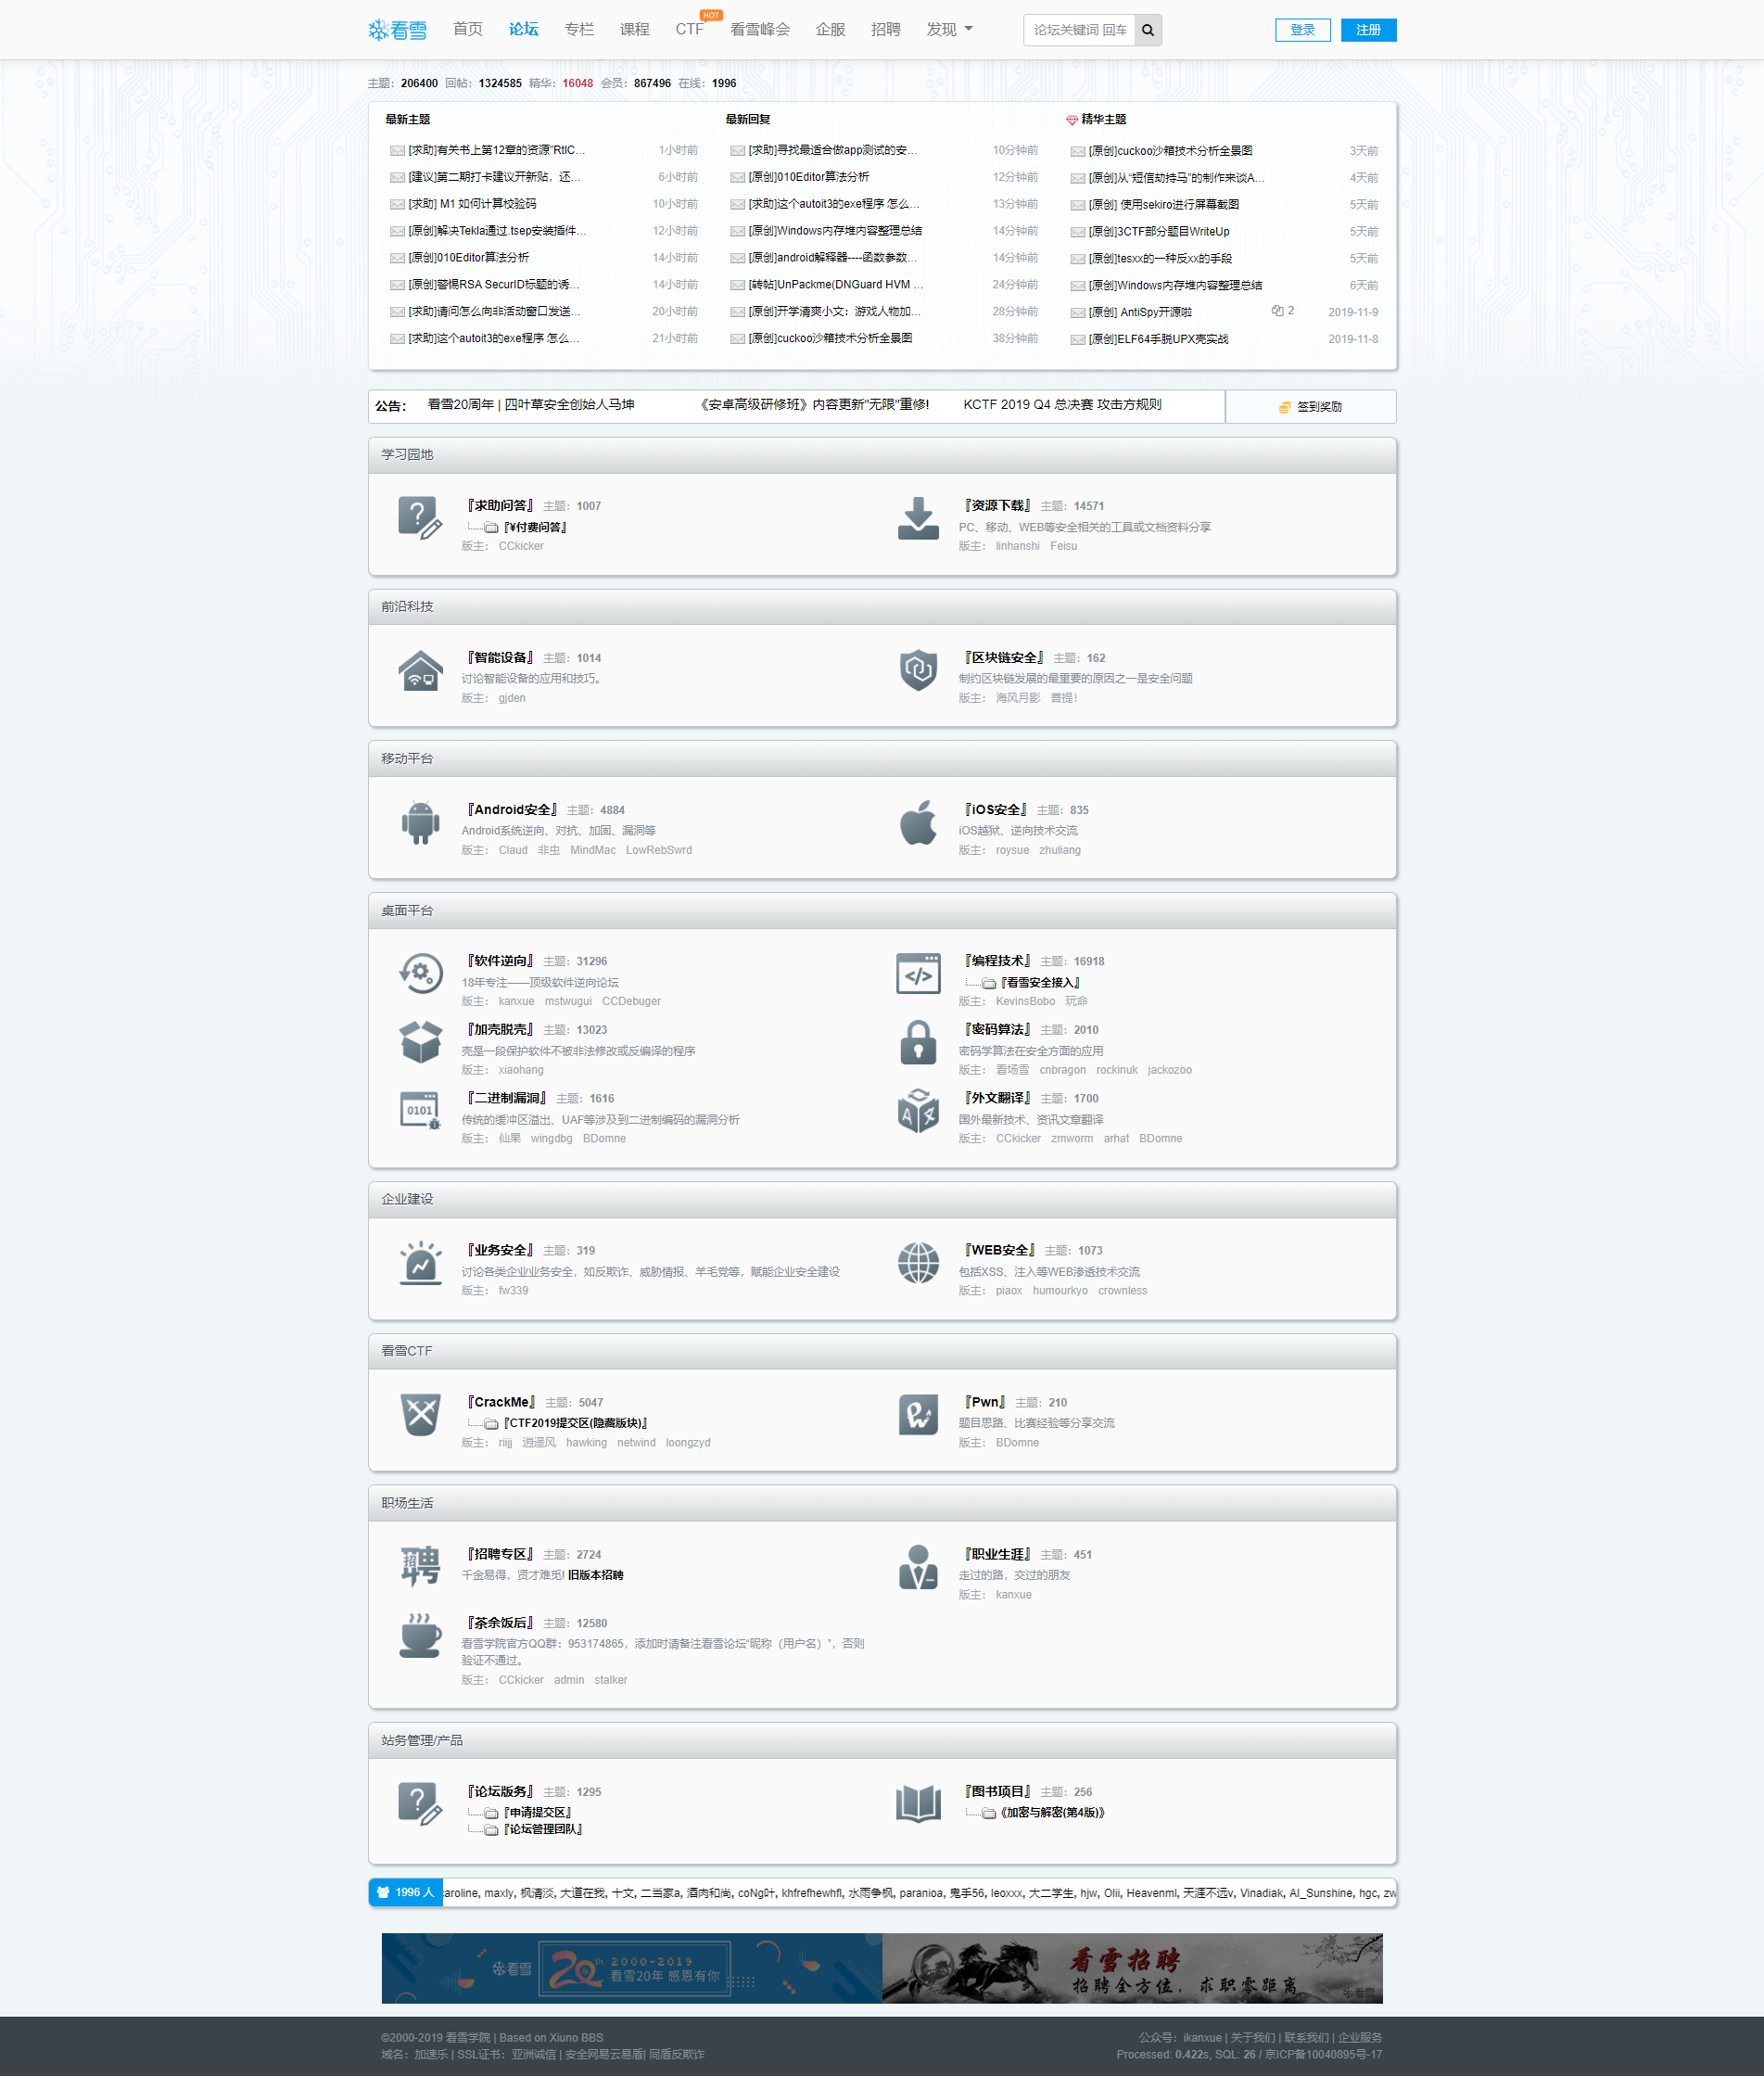 看雪 首页 论坛 专栏 课程 CTF HOT 看雪峰会 企服 招聘 发现 论坛关键词 回车 登录 注册
主题：206400 回帖：1324585 精华：16048 会员：867496 在线：1996
最新主题 最新回复 精华主题
[求助]有关书上第12章的资源"RtlC... 1小时前 [求助]寻找最适合做app测试的安... 10分钟前 [原创]cuckoo沙箱技术分析全景图 3天前
[建议]第二期打卡建议开新贴，还... 6小时前 [原创]010Editor算法分析 12分钟前 [原创]从“短信劫持马”的制作来谈A... 4天前
[求助] M1 如何计算校验码 10小时前 [求助]这个autoit3的exe程序 怎么... 13分钟前 [原创] 使用sekiro进行屏幕截图 5天前
[原创]解决Tekla通过.tsep安装插件... 12小时前 [原创]Windows内存堆内容整理总结 14分钟前 [原创]3CTF部分题目WriteUp 5天前
[原创]010Editor算法分析 14小时前 [原创]android解释器----函数参数... 14分钟前 [原创]tesxx的一种反xx的手段 5天前
[原创]警惕RSA SecurID标题的诱... 14小时前 [转帖]UnPackme(DNGuard HVM ... 24分钟前 [原创]Windows内存堆内容整理总结 6天前
[求助]请问怎么向非活动窗口发送... 20小时前 [原创]开学清爽小文：游戏人物加... 28分钟前 [原创] AntiSpy开源啦 2 2019-11-9
[求助]这个autoit3的exe程序 怎么... 21小时前 [原创]cuckoo沙箱技术分析全景图 38分钟前 [原创]ELF64手脱UPX壳实战 2019-11-8
公告： 看雪20周年 | 四叶草安全创始人马坤 《安卓高级研修班》内容更新"无限"重修! KCTF 2019 Q4 总决赛 攻击方规则 签到奖励
学习园地
『求助问答』 主题：1007 『资源下载』 主题：14571
『¥付费问答』 PC、移动、WEB等安全相关的工具或文档资料分享
版主： CCkicker 版主： linhanshi Feisu
前沿科技
『智能设备』 主题：1014 『区块链安全』 主题：162
讨论智能设备的应用和技巧。 制约区块链发展的最重要的原因之一是安全问题
版主： gjden 版主： 海风月影 菩提!
移动平台
『Android安全』 主题：4884 『iOS安全』 主题：835
Android系统逆向、对抗、加固、漏洞等 iOS越狱、逆向技术交流
版主： Claud 非虫 MindMac LowRebSwrd 版主： roysue zhuliang
桌面平台
『软件逆向』 主题：31296 『编程技术』 主题：16918
18年专注——顶级软件逆向论坛 『看雪安全接入』
版主： kanxue mstwugui CCDebuger 版主： KevinsBobo 玩命
『加壳脱壳』 主题：13023 『密码算法』 主题：2010
壳是一段保护软件不被非法修改或反编译的程序 密码学算法在安全方面的应用
版主： xiaohang 版主： 看场雪 cnbragon rockinuk jackozoo
0101 『二进制漏洞』 主题：1616 『外文翻译』 主题：1700
传统的缓冲区溢出、UAF等涉及到二进制编码的漏洞分析 国外最新技术、资讯文章翻译
版主： 仙果 wingdbg BDomne 版主： CCkicker zmworm arhat BDomne
企业建设
『业务安全』 主题：319 『WEB安全』 主题：1073
讨论各类企业业务安全，如反欺诈、威胁情报、羊毛党等，赋能企业安全建设 包括XSS、注入等WEB渗透技术交流
版主： fw339 版主： piaox humourkyo crownless
看雪CTF
『CrackMe』 主题：5047 『Pwn』 主题：210
『CTF2019提交区(隐藏版块)』 题目思路、比赛经验等分享交流
版主： riijj 逍遥风 hawking netwind loongzyd 版主： BDomne
职场生活
招聘 『招聘专区』 主题：2724 『职业生涯』 主题：451
千金易得，贤才难觅! 旧版本招聘 走过的路，交过的朋友
版主： kanxue
『茶余饭后』 主题：12580
看雪学院官方QQ群：953174865，添加时请备注看雪论坛“昵称（用户名）”，否则
验证不通过。
版主： CCkicker admin stalker
站务管理/产品
『论坛版务』 主题：1295 『图书项目』 主题：256
『申请提交区』 《加密与解密(第4版)》
『论坛管理团队』
1996 人 caroline, maxly, 枫清淡, 大道在我, 十文, 二当家a, 酒肉和尚, coNg叶, khfrefhewhfl, 水雨争枫, paranioa, 鬼手56, leoxxx, 大二学生, hjw, Olii, Heavenml, 天涯不远v, Vinadiak, AI_Sunshine, hgc, zw
看雪 20th 2000-2019 看雪招聘
看雪20年 感恩有你 招聘全方位，求职零距离 看雪
©2000-2019 看雪学院 | Based on Xiuno BBS 公众号：ikanxue | 关于我们 | 联系我们 | 企业服务
域名：加速乐 | SSL证书：亚洲诚信 | 安全网易云易盾| 同盾反欺诈 Processed: 0.422s, SQL: 26 / 京ICP备10040895号-17